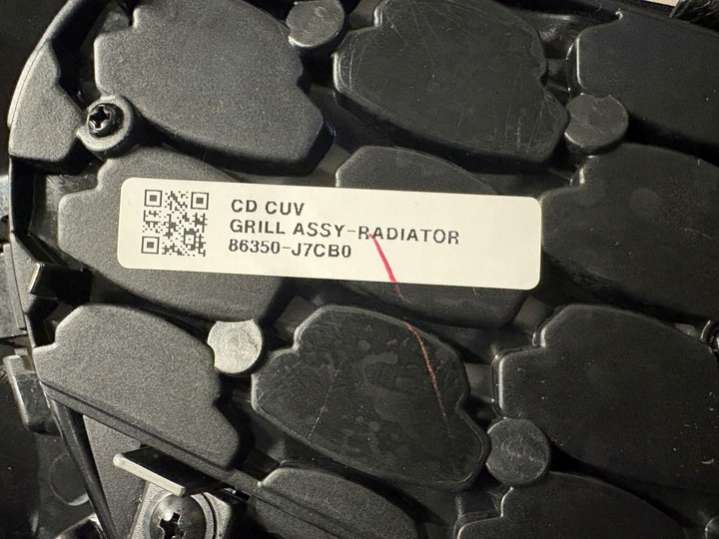 CD CUV
GRILL ASSY-RADIATOR
86350-J7CB0